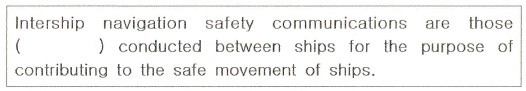 Intership navigation safety communications are those
(        ) conducted between ships for the purpose of
contributing to the safe movement of ships.